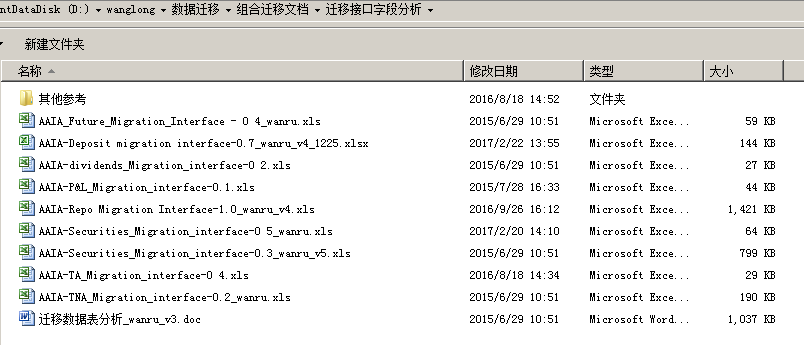 ntDataDisk (D:) ▾ wanglong ▾ 数据迁移 ▾ 组合迁移文档 ▾ 迁移接口字段分析 ▾
新建文件夹
名称 修改日期 类型 大小
其他参考 2016/8/18 14:52 文件夹
AAIA_Future_Migration_Interface - 0 4_wanru.xls 2015/6/29 10:51 Microsoft Exce... 59 KB
AAIA-Deposit migration interface-0.7_wanru_v4_1225.xlsx 2017/2/22 13:55 Microsoft Exce... 144 KB
AAIA-dividends_Migration_interface-0 2.xls 2015/6/29 10:51 Microsoft Exce... 27 KB
AAIA-P&L_Migration_interface-0.1.xls 2015/7/28 16:33 Microsoft Exce... 44 KB
AAIA-Repo Migration Interface-1.0_wanru_v4.xls 2016/9/26 16:12 Microsoft Exce... 1,421 KB
AAIA-Securities_Migration_interface-0 5_wanru.xls 2017/2/20 14:10 Microsoft Exce... 64 KB
AAIA-Securities_Migration_interface-0.3_wanru_v5.xls 2015/6/29 10:51 Microsoft Exce... 799 KB
AAIA-TA_Migration_interface-0 4.xls 2016/8/18 14:34 Microsoft Exce... 29 KB
AAIA-TNA_Migration_interface-0.2_wanru.xls 2015/6/29 10:51 Microsoft Exce... 190 KB
迁移数据表分析_wanru_v3.doc 2015/6/29 10:51 Microsoft Word... 1,037 KB